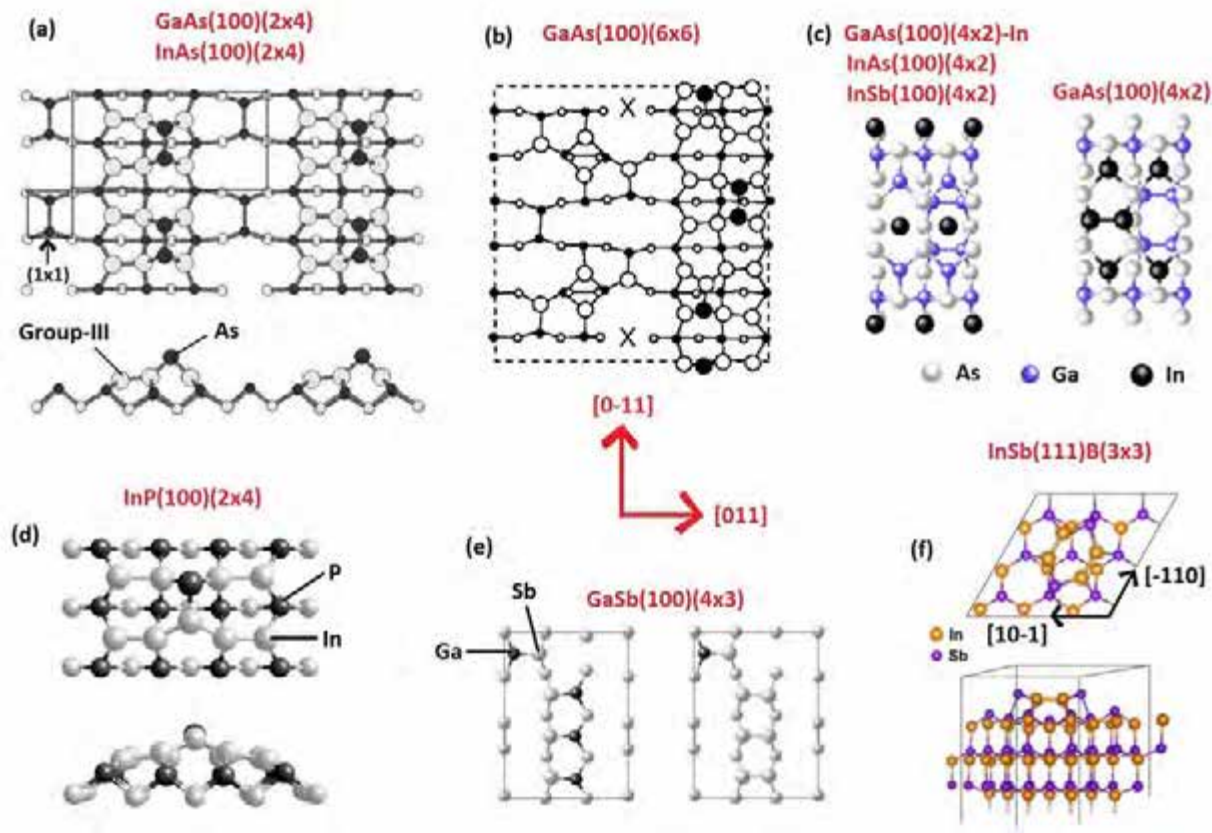 (a)
GaAs(100)(2x4)
InAs(100)(2x4)
(1x1)
Group-III
As
(b)
GaAs(100)(6x6)
X
X
(c)
GaAs(100)(4x2)-In
InAs(100)(4x2)
InSb(100)(4x2)
GaAs(100)(4x2)
As
Ga
In
[0-11]
[011]
(d)
InP(100)(2x4)
P
In
(e)
GaSb(100)(4x3)
Sb
Ga
InSb(111)B(3x3)
(f)
[-110]
[10-1]
In
Sb